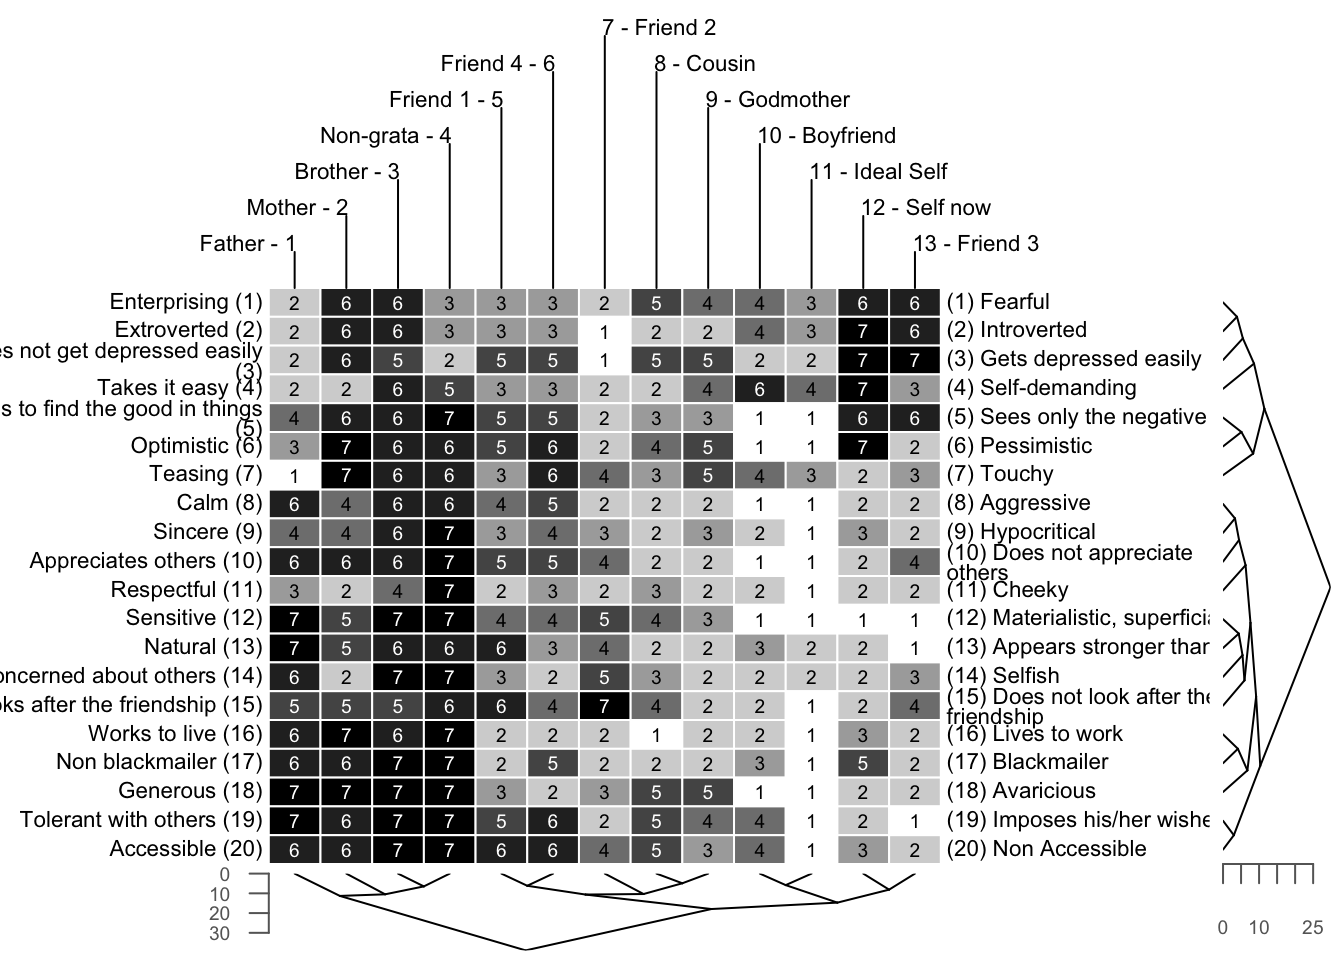 7 - Friend 2
Friend 4 - 6
8 - Cousin
Friend 1 - 5
9 - Godmother
Non-grata - 4
10 - Boyfriend
Brother - 3
11 - Ideal Self
Mother - 2
12 - Self now
Father - 1
13 - Friend 3
Enterprising (1) 2 6 6 3 3 3 2 5 4 4 3 6 6 (1) Fearful
Extroverted (2) 2 6 6 3 3 3 1 2 2 4 3 7 6 (2) Introverted
not get depressed easily
(3) 2 6 5 2 5 5 1 5 5 2 2 7 7 (3) Gets depressed easily
Takes it easy (4) 2 2 6 5 3 3 2 2 4 6 4 7 3 (4) Self-demanding
to find the good in things
(5) 4 6 6 7 5 5 2 3 3 1 1 6 6 (5) Sees only the negative
Optimistic (6) 3 7 6 6 5 6 2 4 5 1 1 7 2 (6) Pessimistic
Teasing (7) 1 7 6 6 3 6 4 3 5 4 3 2 3 (7) Touchy
Calm (8) 6 4 6 6 4 5 2 2 2 1 1 2 2 (8) Aggressive
Sincere (9) 4 4 6 7 3 4 3 2 3 2 1 3 2 (9) Hypocritical
Appreciates others (10) 6 6 6 7 5 5 4 2 2 1 1 2 4 (10) Does not appreciate
others
Respectful (11) 3 2 4 7 2 3 2 3 2 2 1 2 2 (11) Cheeky
Sensitive (12) 7 5 7 7 4 4 5 4 3 1 1 1 1 (12) Materialistic, superficia
Natural (13) 7 5 6 6 6 3 4 2 2 3 2 2 1 (13) Appears stronger than
oncerned about others (14) 6 2 7 7 3 2 5 3 2 2 2 2 3 (14) Selfish
oks after the friendship (15) 5 5 5 6 6 4 7 4 2 2 1 2 4 (15) Does not look after the
friendship
Works to live (16) 6 7 6 7 2 2 2 1 2 2 1 3 2 (16) Lives to work
Non blackmailer (17) 6 6 7 7 2 5 2 2 2 3 1 5 2 (17) Blackmailer
Generous (18) 7 7 7 7 3 2 3 5 5 1 1 2 2 (18) Avaricious
Tolerant with others (19) 7 6 7 7 5 6 2 5 4 4 1 2 1 (19) Imposes his/her wishe
Accessible (20) 6 6 7 7 6 6 4 5 3 4 1 3 2 (20) Non Accessible
0
10
20
30
0 10 25